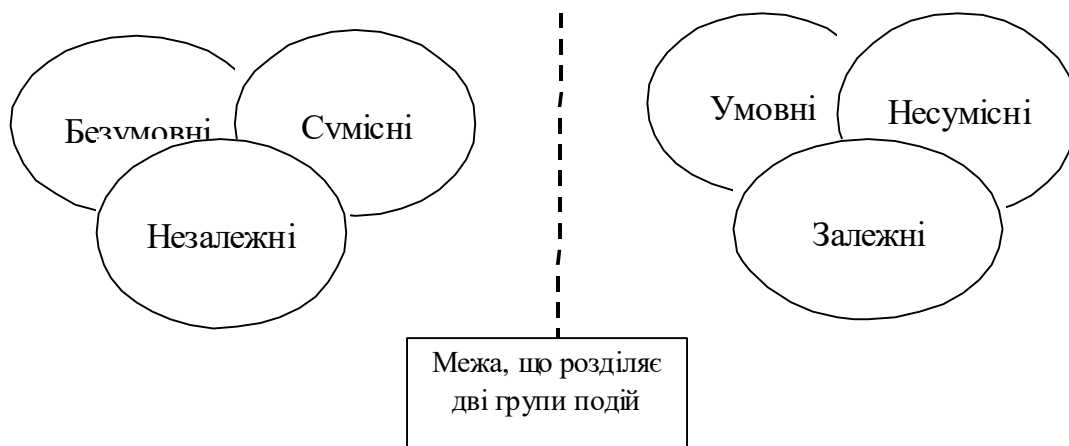 Безумовні
Сумісні
Незалежні
Умовні
Несумісні
Залежні
Межа, що розділяє
дві групи подій